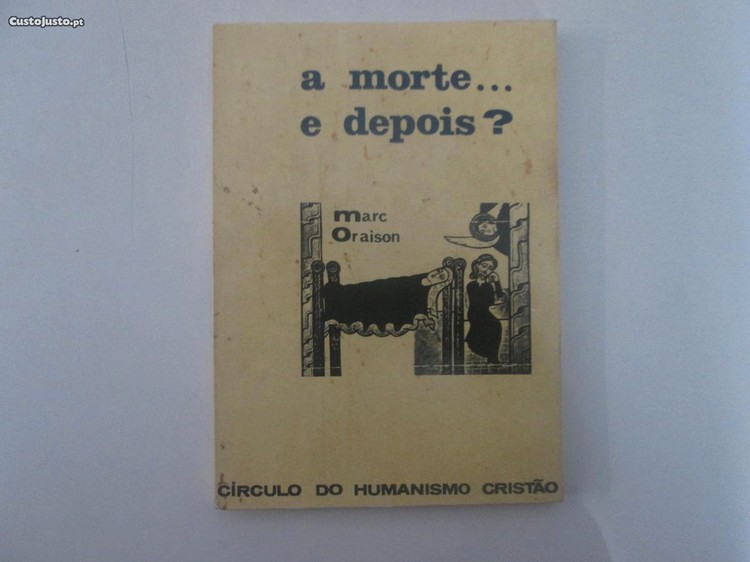 CustoJusto.pt
a morte...
e depois?
marc
Oraison
CÍRCULO DO HUMANISMO CRISTÃO